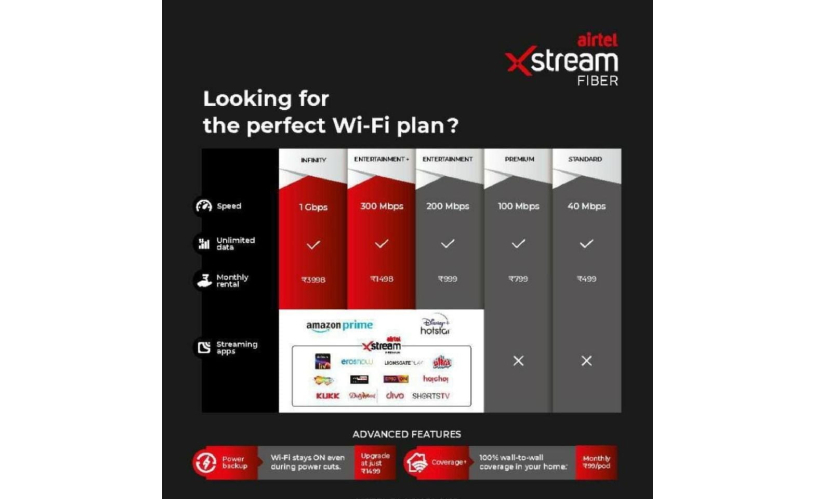 airtel
Xstream
FIBER
Looking for
the perfect Wi-Fi plan?
INFINITY ENTERTAINMENT + ENTERTAINMENT PREMIUM STANDARD
Speed 1 Gbps 300 Mbps 200 Mbps 100 Mbps 40 Mbps
Unlimited
data
Monthly
rental
₹3998 ₹1498 ₹999 ₹799 ₹499
Streaming
apps
amazon prime Disney+
hotstar
airtel
Xstream
erosnow LIONSGATE PLAY ultra
hoichoi
KLIKK Dollywood divo SHORTSTV
ADVANCED FEATURES
Power
backup
Wi-Fi stays ON even
during power cuts.
Upgrade
at just
₹1499
Coverage+
100% wall-to-wall
coverage in your home.*
Monthly
₹99/pod